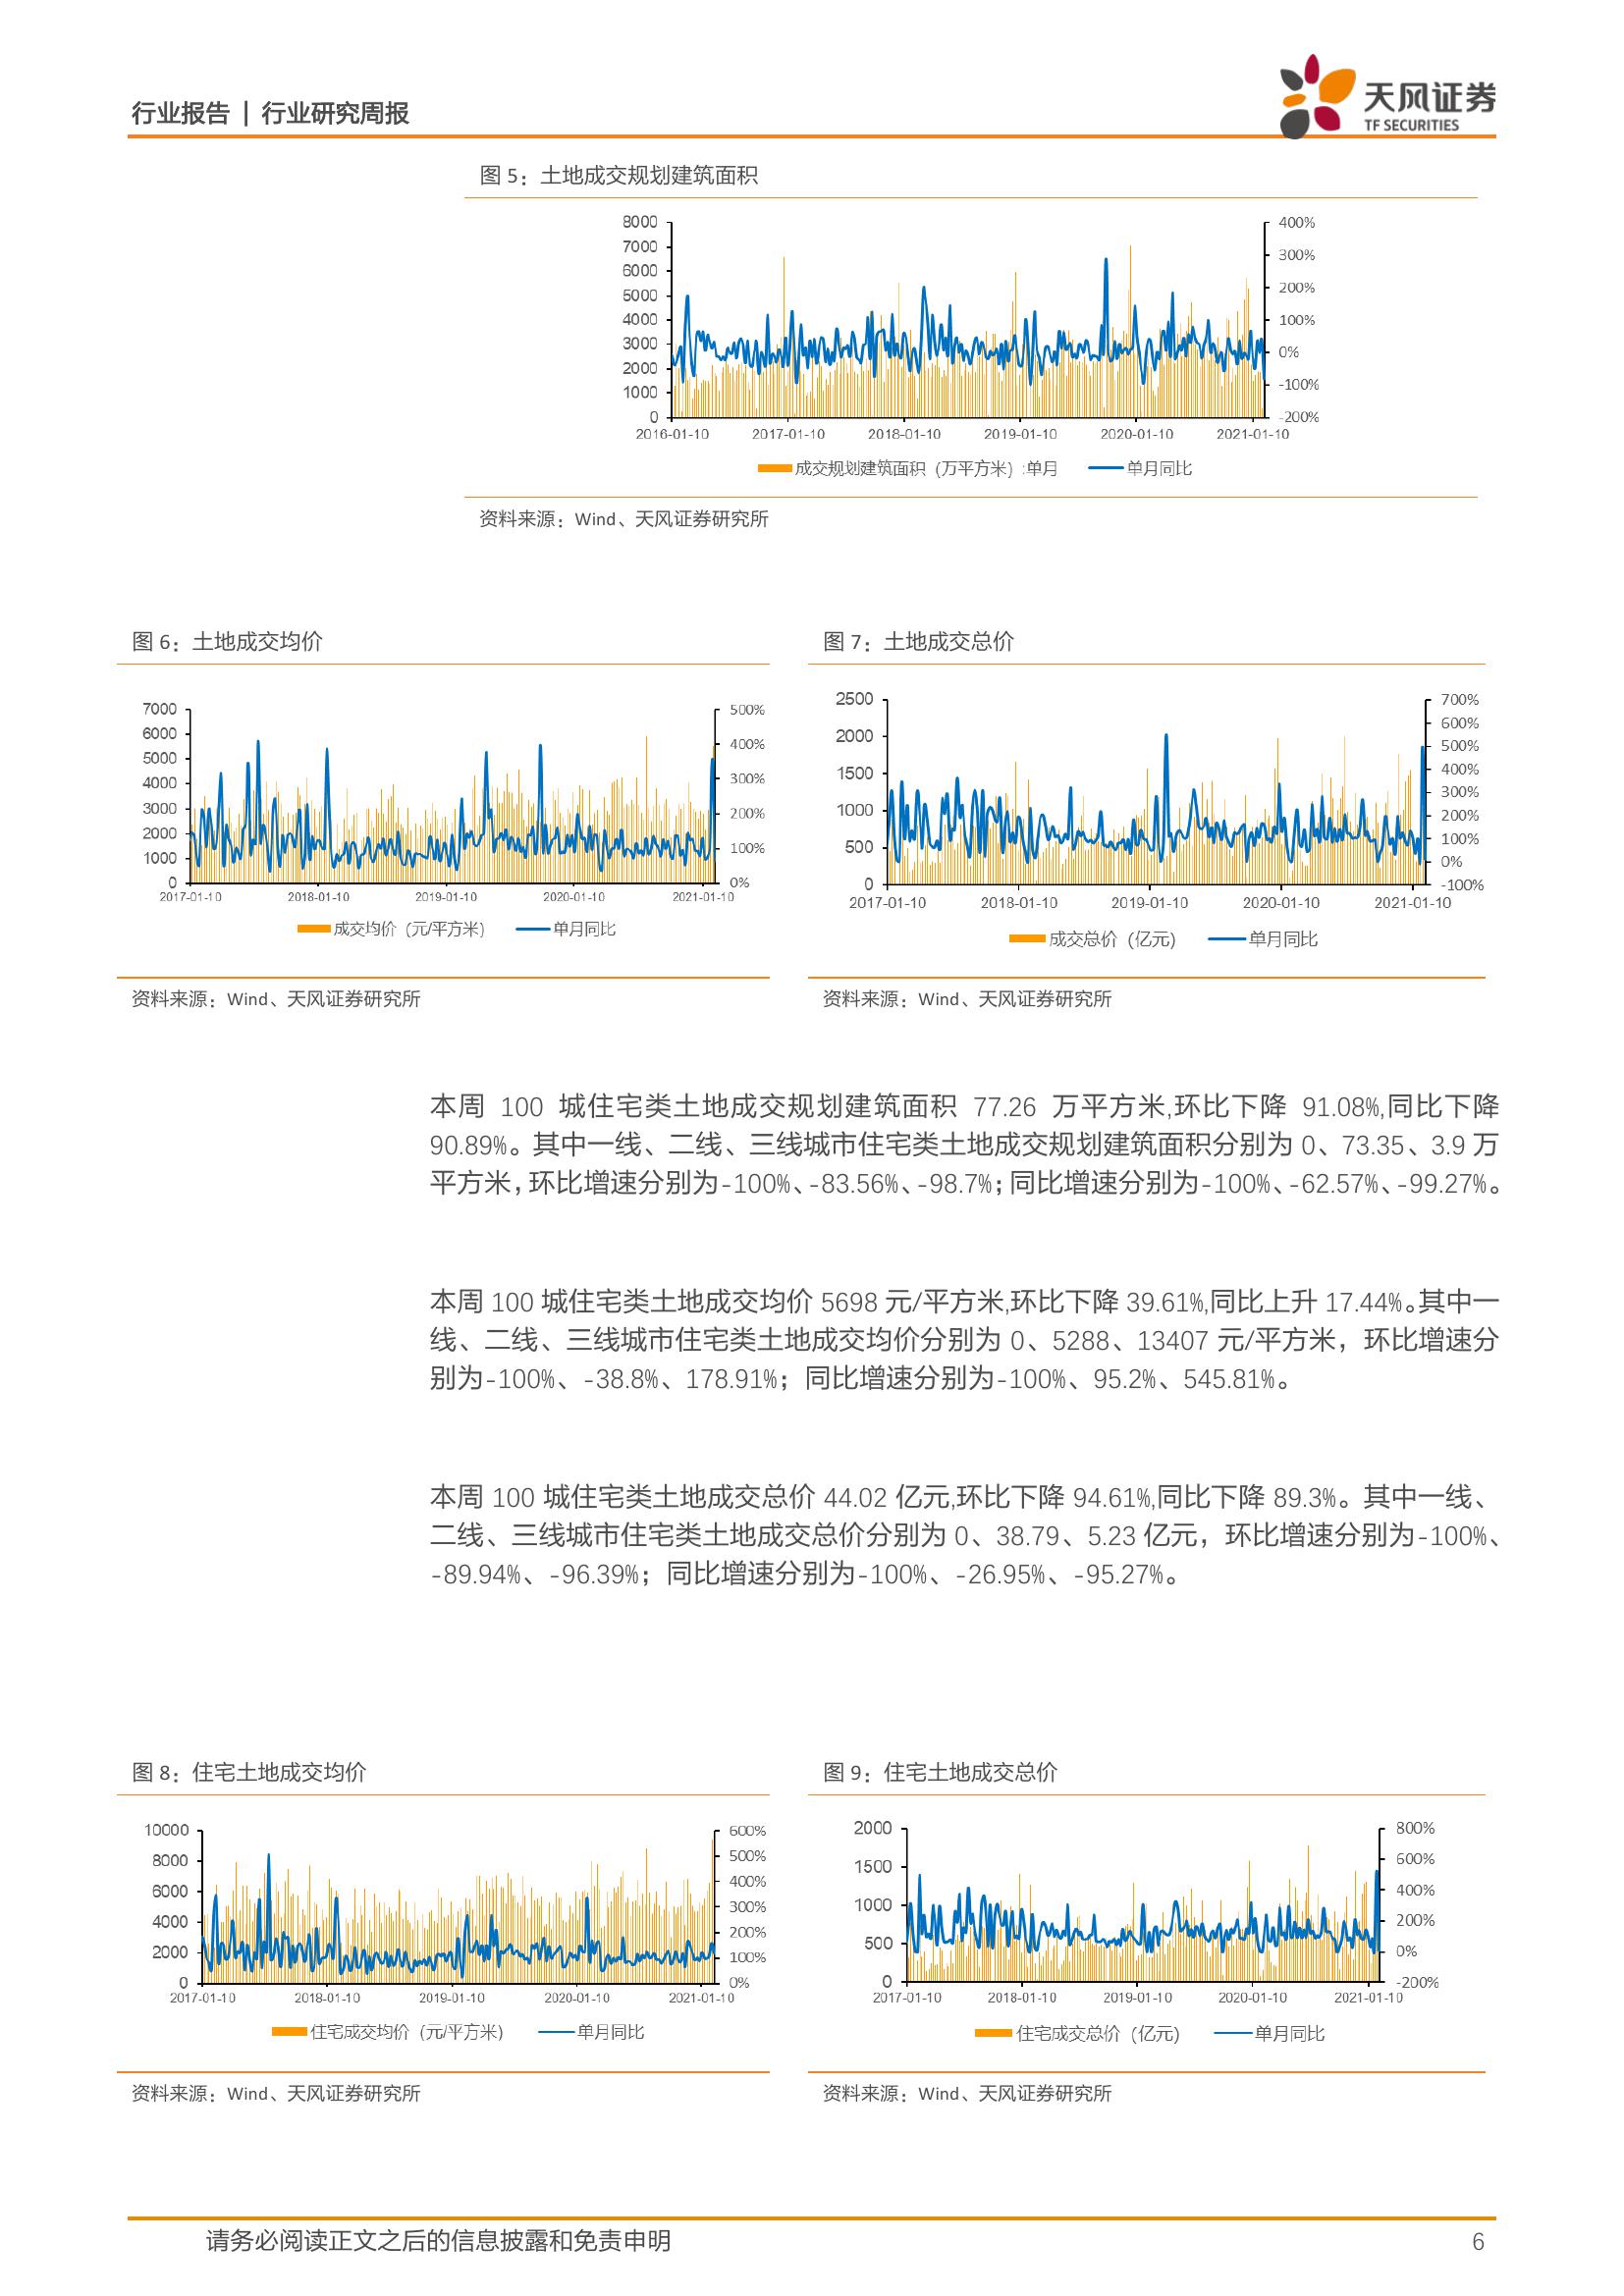 行业报告 | 行业研究周报
天风证券
TF SECURITIES
图 5：土地成交规划建筑面积
8000
7000
6000
5000
4000
3000
2000
1000
0
400%
300%
200%
100%
0%
-100%
-200%
2016-01-10 2017-01-10 2018-01-10 2019-01-10 2020-01-10 2021-01-10
成交规划建筑面积（万平方米）:单月 单月同比
资料来源：Wind、天风证券研究所
图 6：土地成交均价
7000
6000
5000
4000
3000
2000
1000
0
500%
400%
300%
200%
100%
0%
2017-01-10 2018-01-10 2019-01-10 2020-01-10 2021-01-10
成交均价（元/平方米） 单月同比
资料来源：Wind、天风证券研究所
图 7：土地成交总价
2500
2000
1500
1000
500
0
700%
600%
500%
400%
300%
200%
100%
0%
-100%
2017-01-10 2018-01-10 2019-01-10 2020-01-10 2021-01-10
成交总价（亿元） 单月同比
资料来源：Wind、天风证券研究所
本周 100 城住宅类土地成交规划建筑面积 77.26 万平方米,环比下降 91.08%,同比下降
90.89%。其中一线、二线、三线城市住宅类土地成交规划建筑面积分别为 0、73.35、3.9 万
平方米，环比增速分别为-100%、-83.56%、-98.7%；同比增速分别为-100%、-62.57%、-99.27%。
本周 100 城住宅类土地成交均价 5698 元/平方米,环比下降 39.61%,同比上升 17.44%。其中一
线、二线、三线城市住宅类土地成交均价分别为 0、5288、13407 元/平方米，环比增速分
别为-100%、-38.8%、178.91%；同比增速分别为-100%、95.2%、545.81%。
本周 100 城住宅类土地成交总价 44.02 亿元,环比下降 94.61%,同比下降 89.3%。其中一线、
二线、三线城市住宅类土地成交总价分别为 0、38.79、5.23 亿元，环比增速分别为-100%、
-89.94%、-96.39%；同比增速分别为-100%、-26.95%、-95.27%。
图 8：住宅土地成交均价
10000
8000
6000
4000
2000
0
600%
500%
400%
300%
200%
100%
0%
2017-01-10 2018-01-10 2019-01-10 2020-01-10 2021-01-10
住宅成交均价（元/平方米） 单月同比
资料来源：Wind、天风证券研究所
图 9：住宅土地成交总价
2000
1500
1000
500
0
800%
600%
400%
200%
0%
-200%
2017-01-10 2018-01-10 2019-01-10 2020-01-10 2021-01-10
住宅成交总价（亿元） 单月同比
资料来源：Wind、天风证券研究所
请务必阅读正文之后的信息披露和免责申明 6